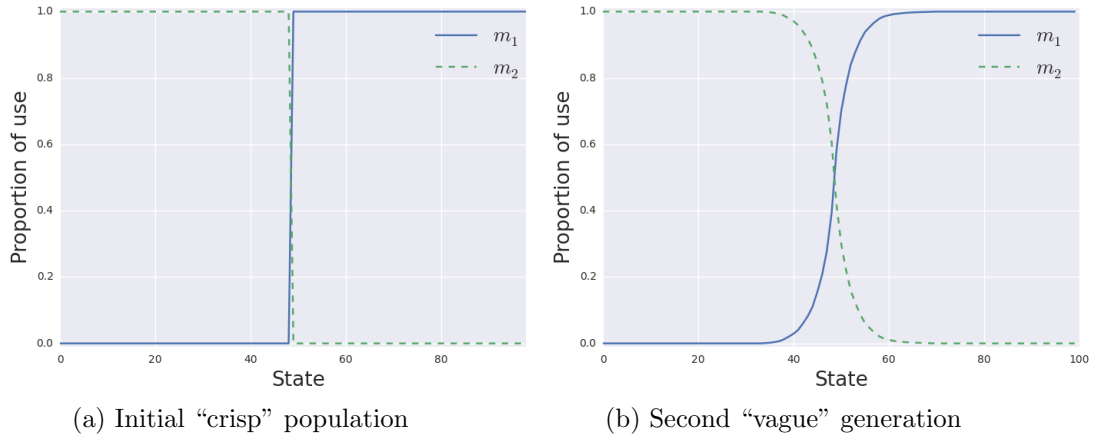 1.0
0.8
0.6
0.4
0.2
0.0
Proportion of use
m1
m2
0 20 40 60 80
State
(a) Initial “crisp” population
1.0
0.8
0.6
0.4
0.2
0.0
Proportion of use
m1
m2
0 20 40 60 80 100
State
(b) Second “vague” generation